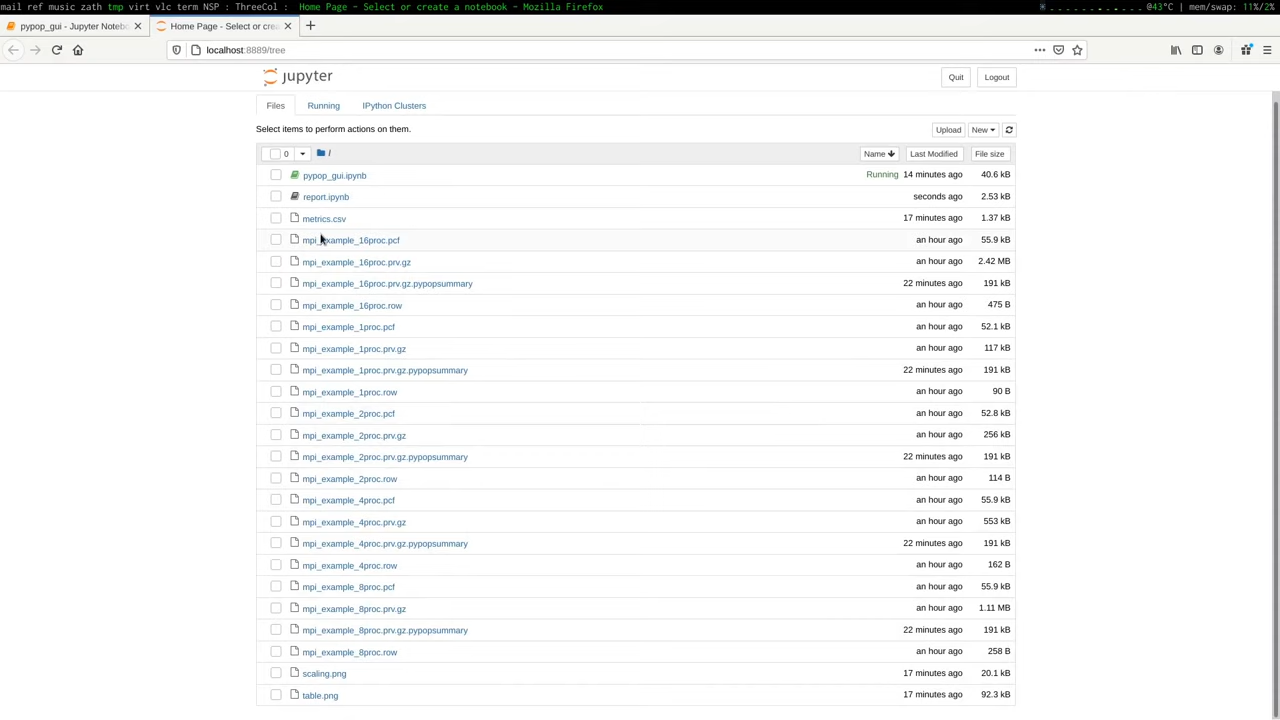 mail ref music zath tmp virt vlc term NSP : ThreeCol : Home Page - Select or create a notebook - Mozilla Firefox @43°C | mem/swap: 11%/2%
pypop_gui - Jupyter Notebo Home Page - Select or crea
localhost:8889/tree
jupyter Quit Logout
Files Running IPython Clusters
Select items to perform actions on them. Upload New
0 / Name Last Modified File size
pypop_gui.ipynb Running 14 minutes ago 40.6 kB
report.ipynb seconds ago 2.53 kB
metrics.csv 17 minutes ago 1.37 kB
mpi_example_16proc.pcf an hour ago 55.9 kB
mpi_example_16proc.prv.gz an hour ago 2.42 MB
mpi_example_16proc.prv.gz.pypopsummary 22 minutes ago 191 kB
mpi_example_16proc.row an hour ago 475 B
mpi_example_1proc.pcf an hour ago 52.1 kB
mpi_example_1proc.prv.gz an hour ago 117 kB
mpi_example_1proc.prv.gz.pypopsummary 22 minutes ago 191 kB
mpi_example_1proc.row an hour ago 90 B
mpi_example_2proc.pcf an hour ago 52.8 kB
mpi_example_2proc.prv.gz an hour ago 256 kB
mpi_example_2proc.prv.gz.pypopsummary 22 minutes ago 191 kB
mpi_example_2proc.row an hour ago 114 B
mpi_example_4proc.pcf an hour ago 55.9 kB
mpi_example_4proc.prv.gz an hour ago 553 kB
mpi_example_4proc.prv.gz.pypopsummary 22 minutes ago 191 kB
mpi_example_4proc.row an hour ago 162 B
mpi_example_8proc.pcf an hour ago 55.9 kB
mpi_example_8proc.prv.gz an hour ago 1.11 MB
mpi_example_8proc.prv.gz.pypopsummary 22 minutes ago 191 kB
mpi_example_8proc.row an hour ago 258 B
scaling.png 17 minutes ago 20.1 kB
table.png 17 minutes ago 92.3 kB